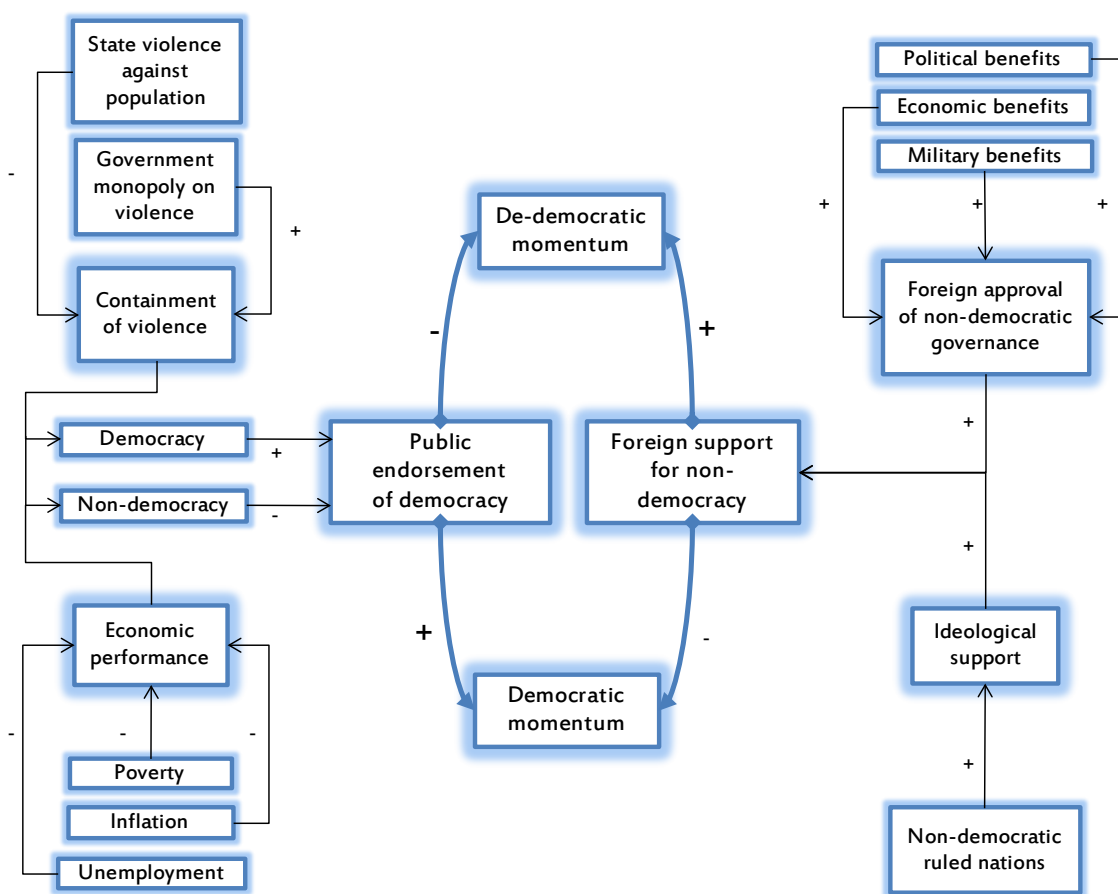 State violence
against
population
-
Government
monopoly on
violence
+
Containment
of violence
Democracy
+
Non-democracy
-
Economic
performance
-
-
-
Poverty
Inflation
Unemployment
De-democratic
momentum
-
+
Public
endorsement
of democracy
Foreign support
for non-
democracy
+
-
Democratic
momentum
Political benefits
Economic benefits
Military benefits
+
+
+
Foreign approval
of non-democratic
governance
+
+
Ideological
support
+
Non-democratic
ruled nations